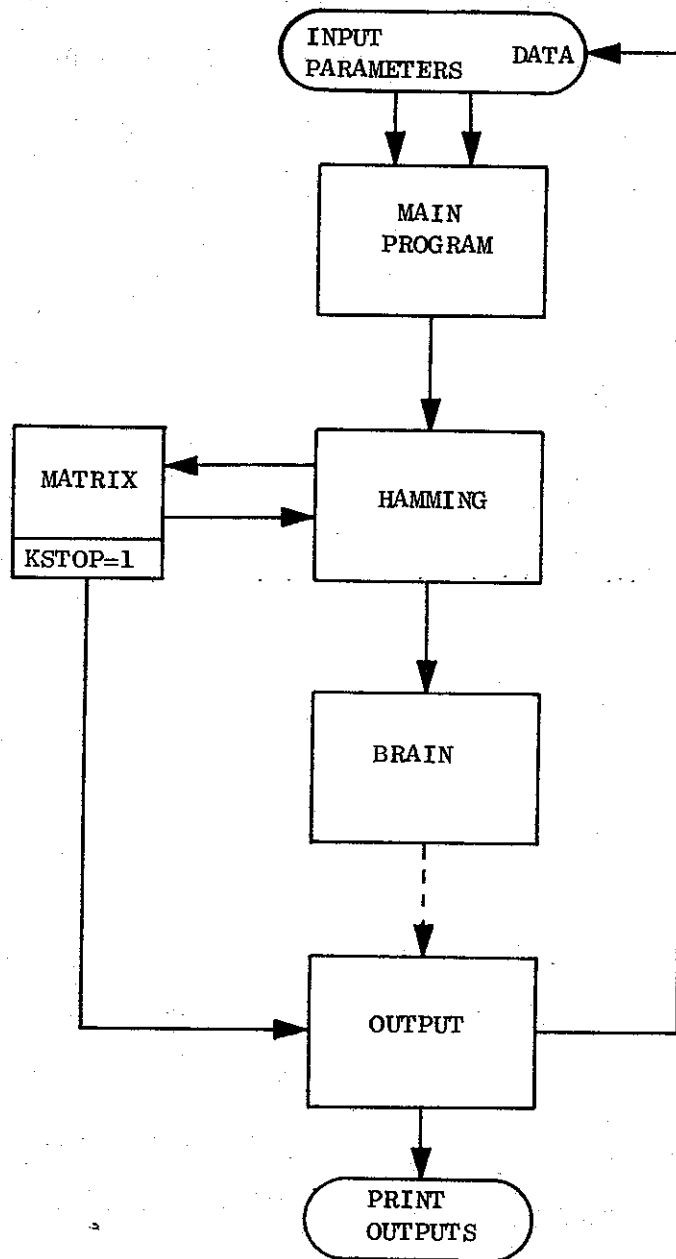 INPUT
PARAMETERS DATA
MAIN
PROGRAM
MATRIX
KSTOP=1
HAMMING
BRAIN
OUTPUT
PRINT
OUTPUTS